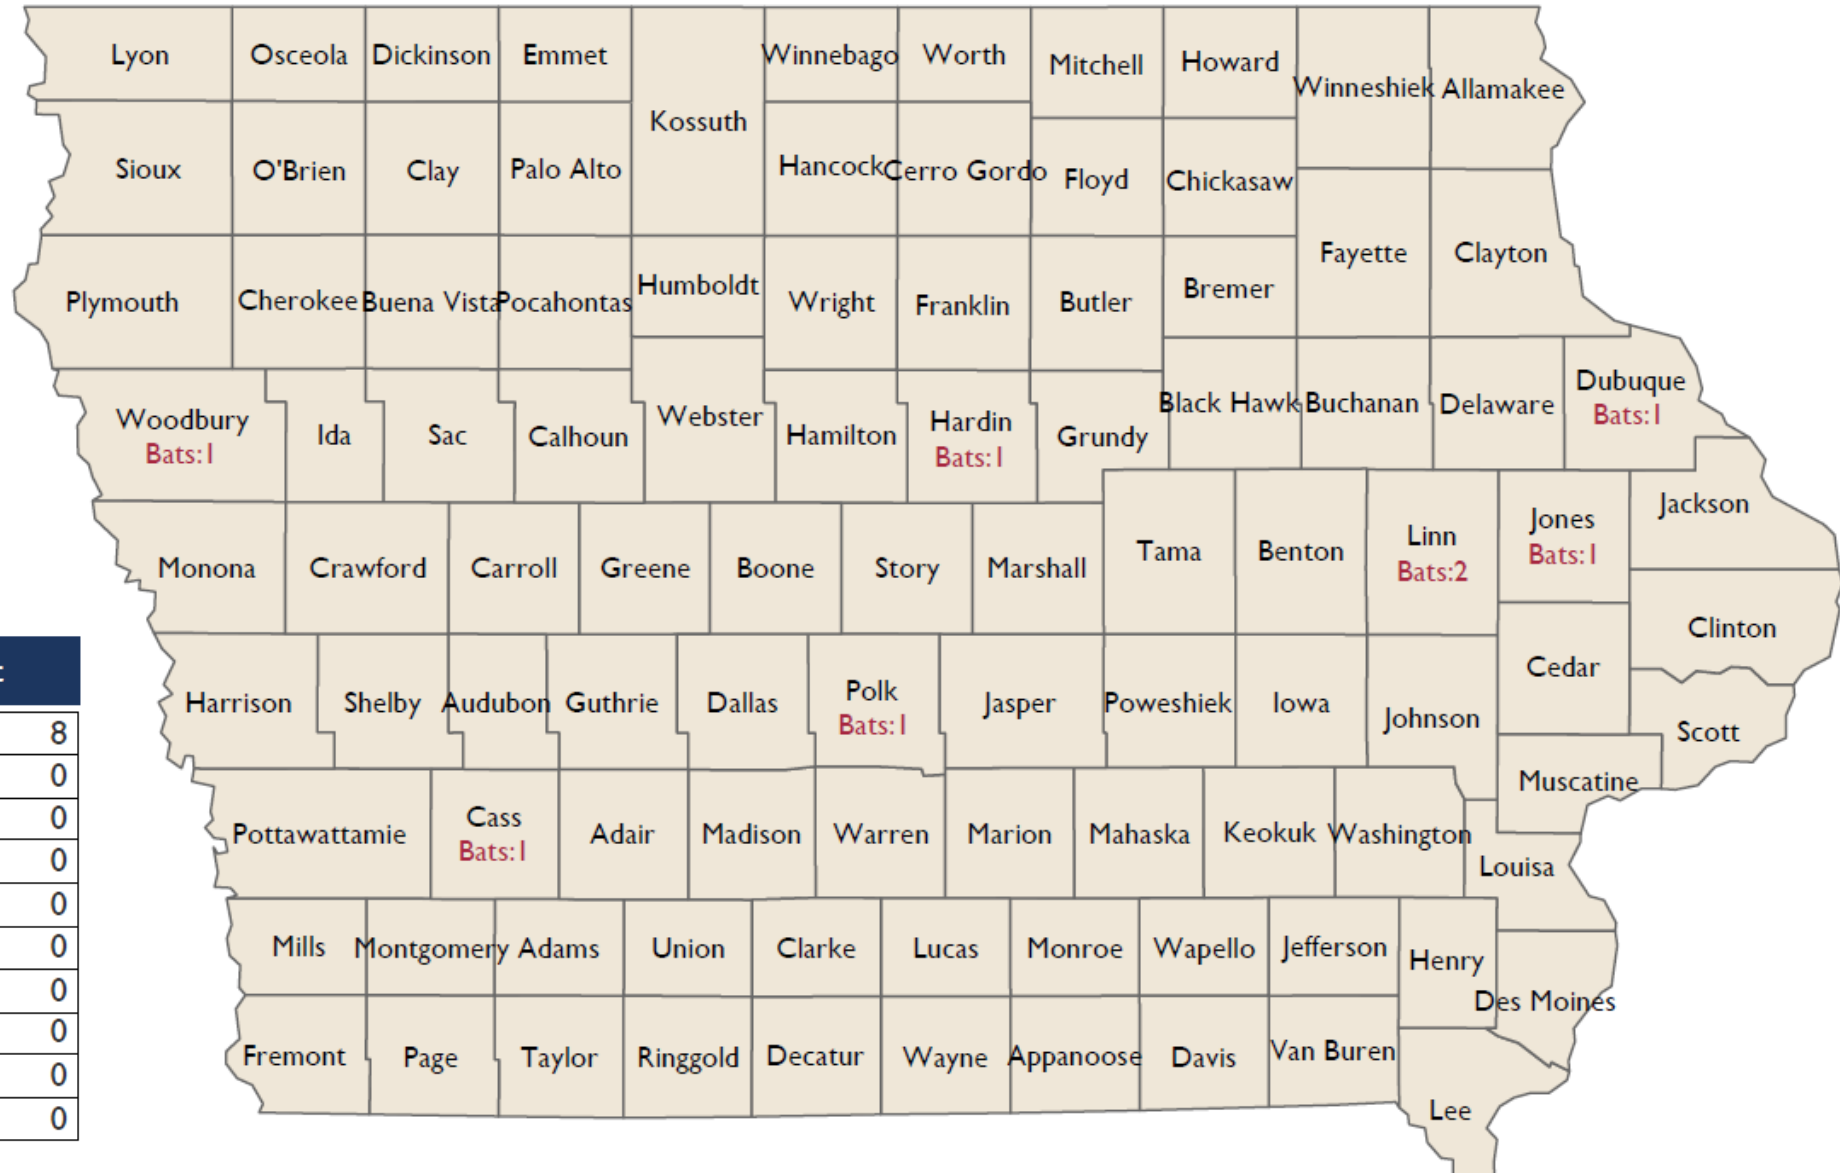 Lyon
Osceola
Dickinson
Emmet
Kossuth
Winnebago
Worth
Mitchell
Howard
Winneshiek
Allamakee
Sioux
O'Brien
Clay
Palo Alto
Hancock
Cerro Gordo
Floyd
Chickasaw
Fayette
Clayton
Plymouth
Cherokee
Buena Vista
Pocahontas
Humboldt
Wright
Franklin
Butler
Bremer
Woodbury
Bats:1
Ida
Sac
Calhoun
Webster
Hamilton
Hardin
Bats:1
Grundy
Black Hawk
Buchanan
Delaware
Dubuque
Bats:1
Monona
Crawford
Carroll
Greene
Boone
Story
Marshall
Tama
Benton
Linn
Bats:2
Jones
Bats:1
Jackson
Clinton
Harrison
Shelby
Audubon
Guthrie
Dallas
Polk
Bats:1
Jasper
Poweshiek
Iowa
Johnson
Cedar
Scott
Muscatine
Pottawattamie
Cass
Bats:1
Adair
Madison
Warren
Marion
Mahaska
Keokuk
Washington
Louisa
Mills
Montgomery
Adams
Union
Clarke
Lucas
Monroe
Wapello
Jefferson
Henry
Des Moines
Fremont
Page
Taylor
Ringgold
Decatur
Wayne
Appanoose
Davis
Van Buren
Lee
8
0
0
0
0
0
0
0
0
0